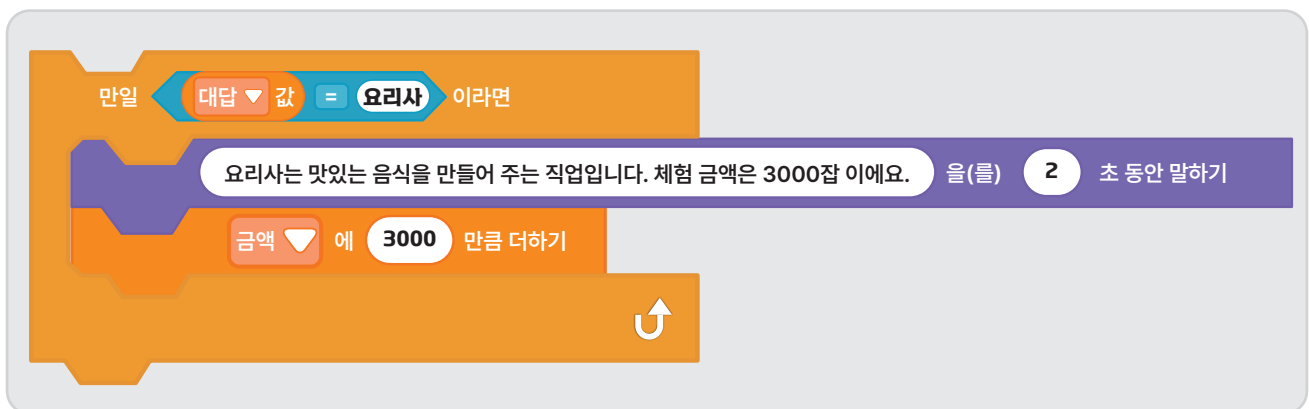 만일 대답 ▼ 값 = 요리사 이라면
요리사는 맛있는 음식을 만들어 주는 직업입니다. 체험 금액은 3000잡 이에요. 을(를) 2 초 동안 말하기
금액 ▼ 에 3000 만큼 더하기